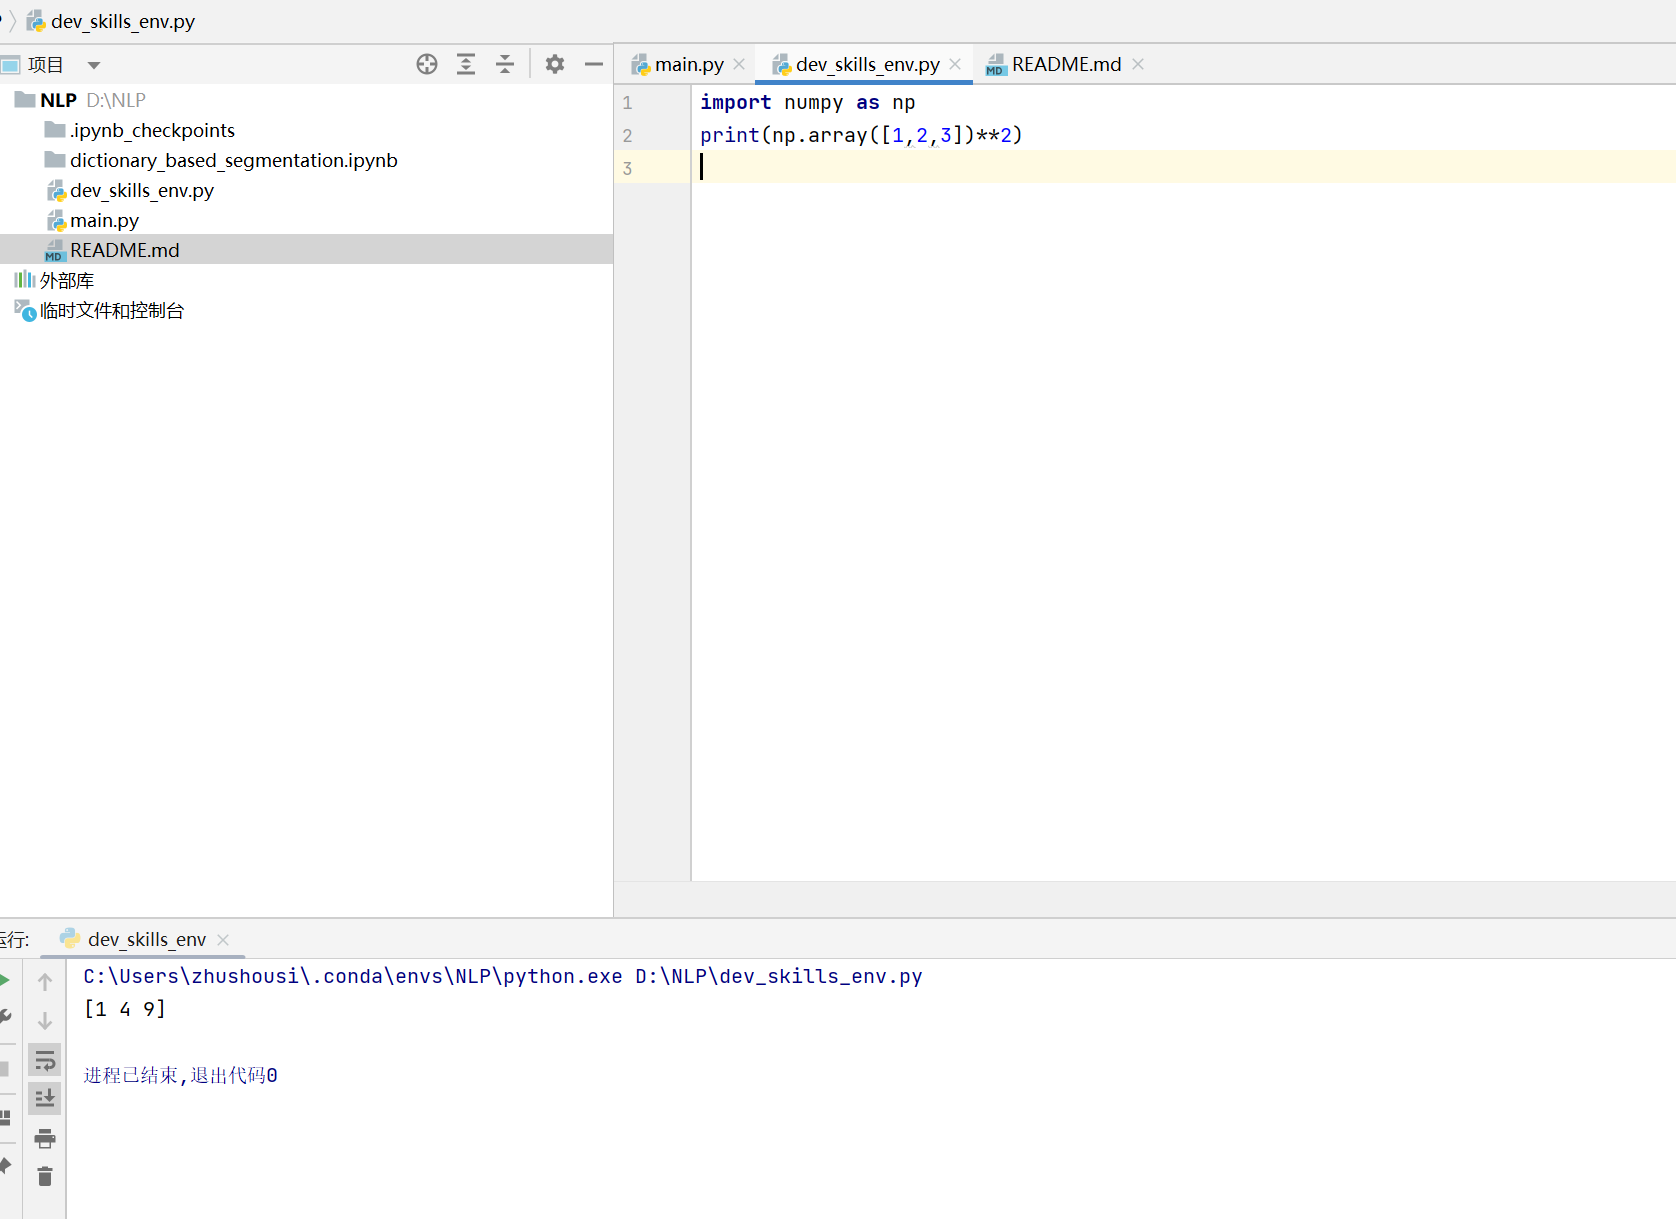 dev_skills_env.py
项目
NLP D:\NLP
.ipynb_checkpoints
dictionary_based_segmentation.ipynb
dev_skills_env.py
main.py
README.md
外部库
临时文件和控制台
main.py dev_skills_env.py README.md
1 import numpy as np
2 print(np.array([1,2,3])**2)
3
运行: dev_skills_env
C:\Users\zhushousi\.conda\envs\NLP\python.exe D:\NLP\dev_skills_env.py
[1 4 9]
进程已结束,退出代码0